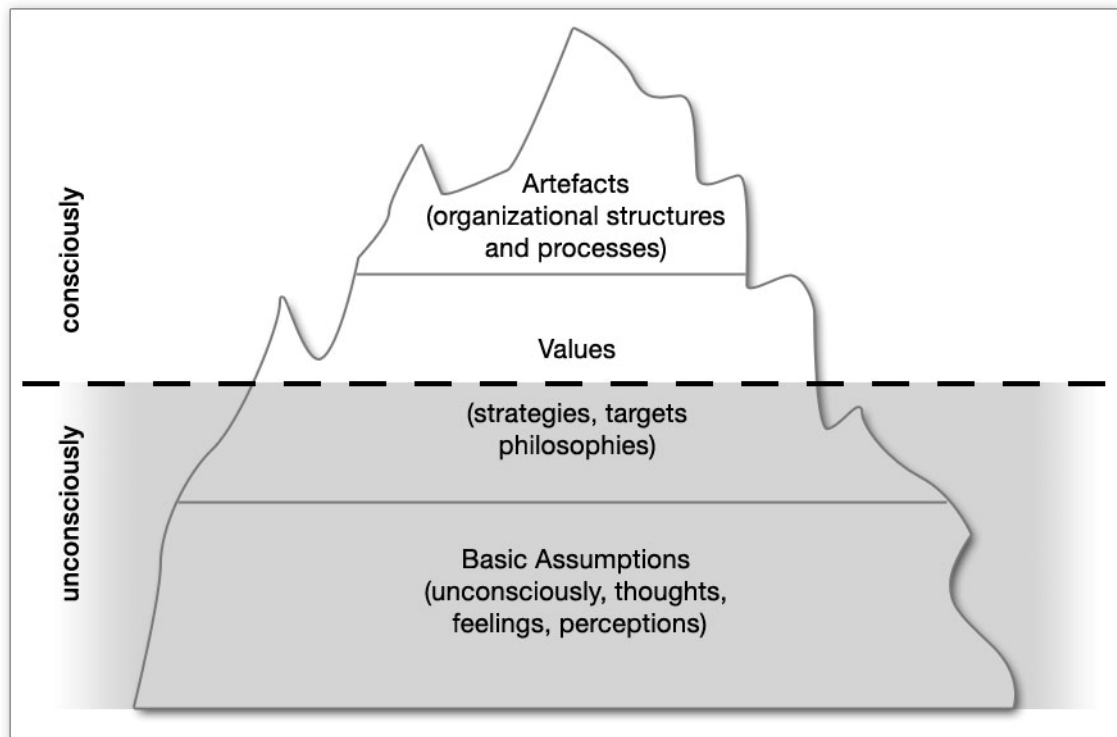 consciously
Artefacts
(organizational structures
and processes)
Values
unconsciously
(strategies, targets
philosophies)
Basic Assumptions
(unconsciously, thoughts,
feelings, perceptions)